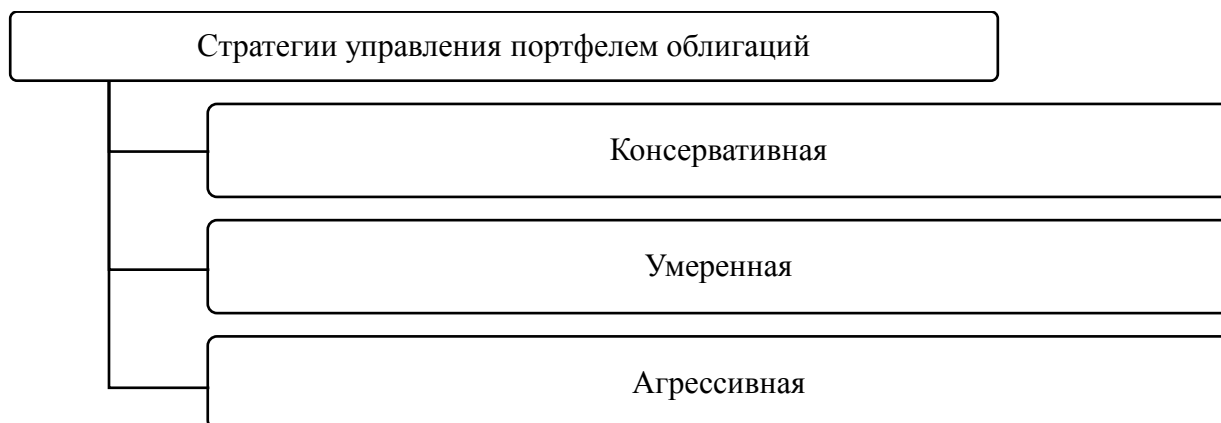 Стратегии управления портфелем облигаций
Консервативная
Умеренная
Агрессивная